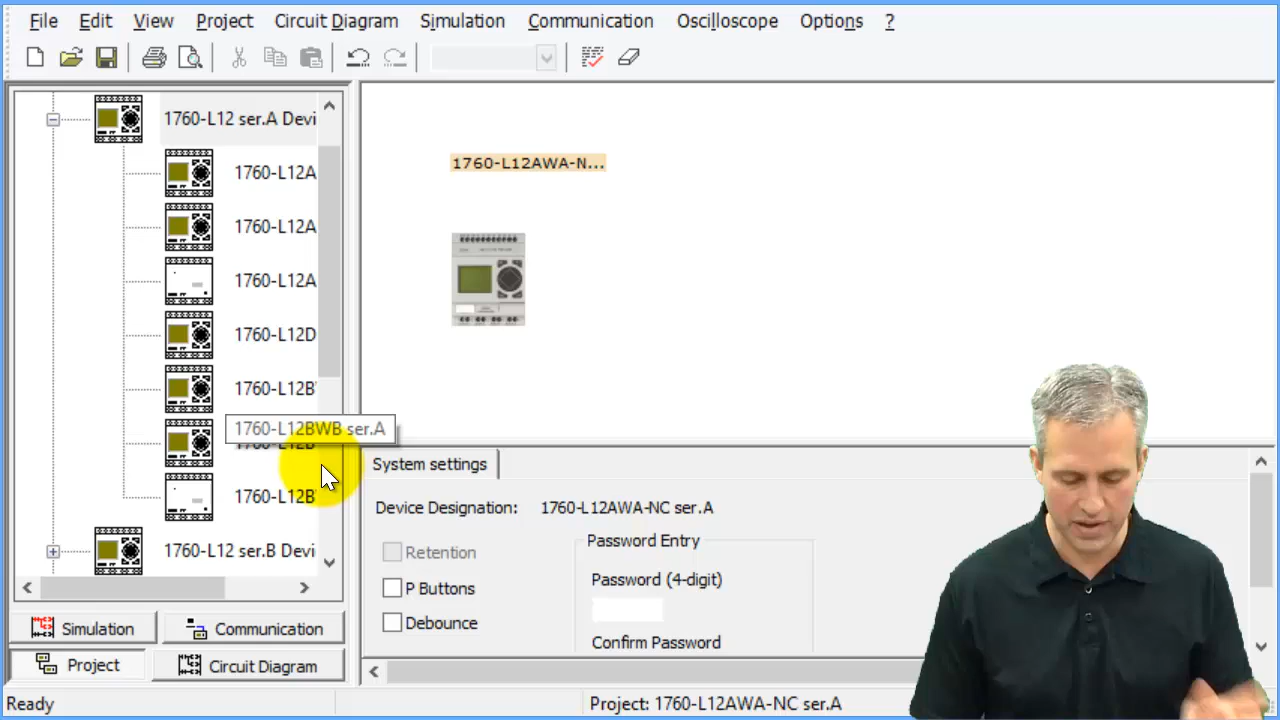 File Edit View Project Circuit Diagram Simulation Communication Oscilloscope Options ?
1760-L12 ser.A Devi
1760-L12A
1760-L12A
1760-L12A
1760-L12D
1760-L12B
1760-L12BWB ser.A
1760-L12B
1760-L12B
1760-L12 ser.B Devi
Simulation Communication
Project Circuit Diagram
1760-L12AWA-N...
System settings
Device Designation: 1760-L12AWA-NC ser.A
Retention
P Buttons
Debounce
Password Entry
Password (4-digit)
Confirm Password
Ready Project: 1760-L12AWA-NC ser.A